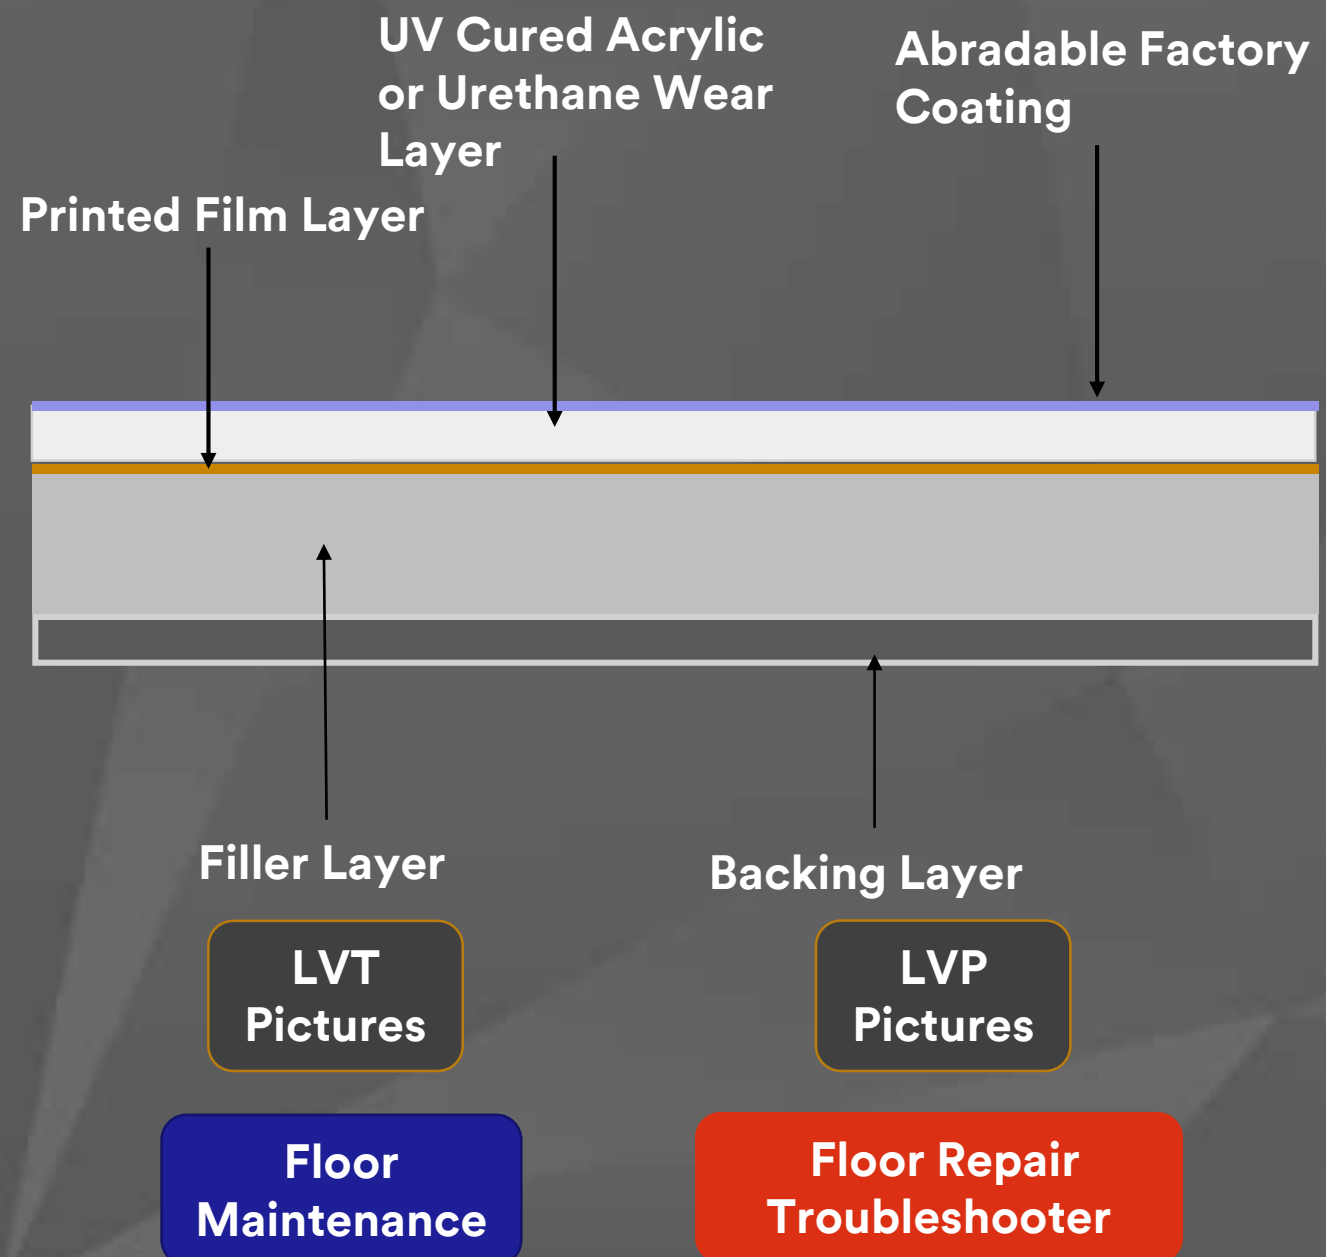 UV Cured Acrylic
or Urethane Wear
Layer
Abradable Factory
Coating
Printed Film Layer
Filler Layer
Backing Layer
LVT
Pictures
LVP
Pictures
Floor
Maintenance
Floor Repair
Troubleshooter